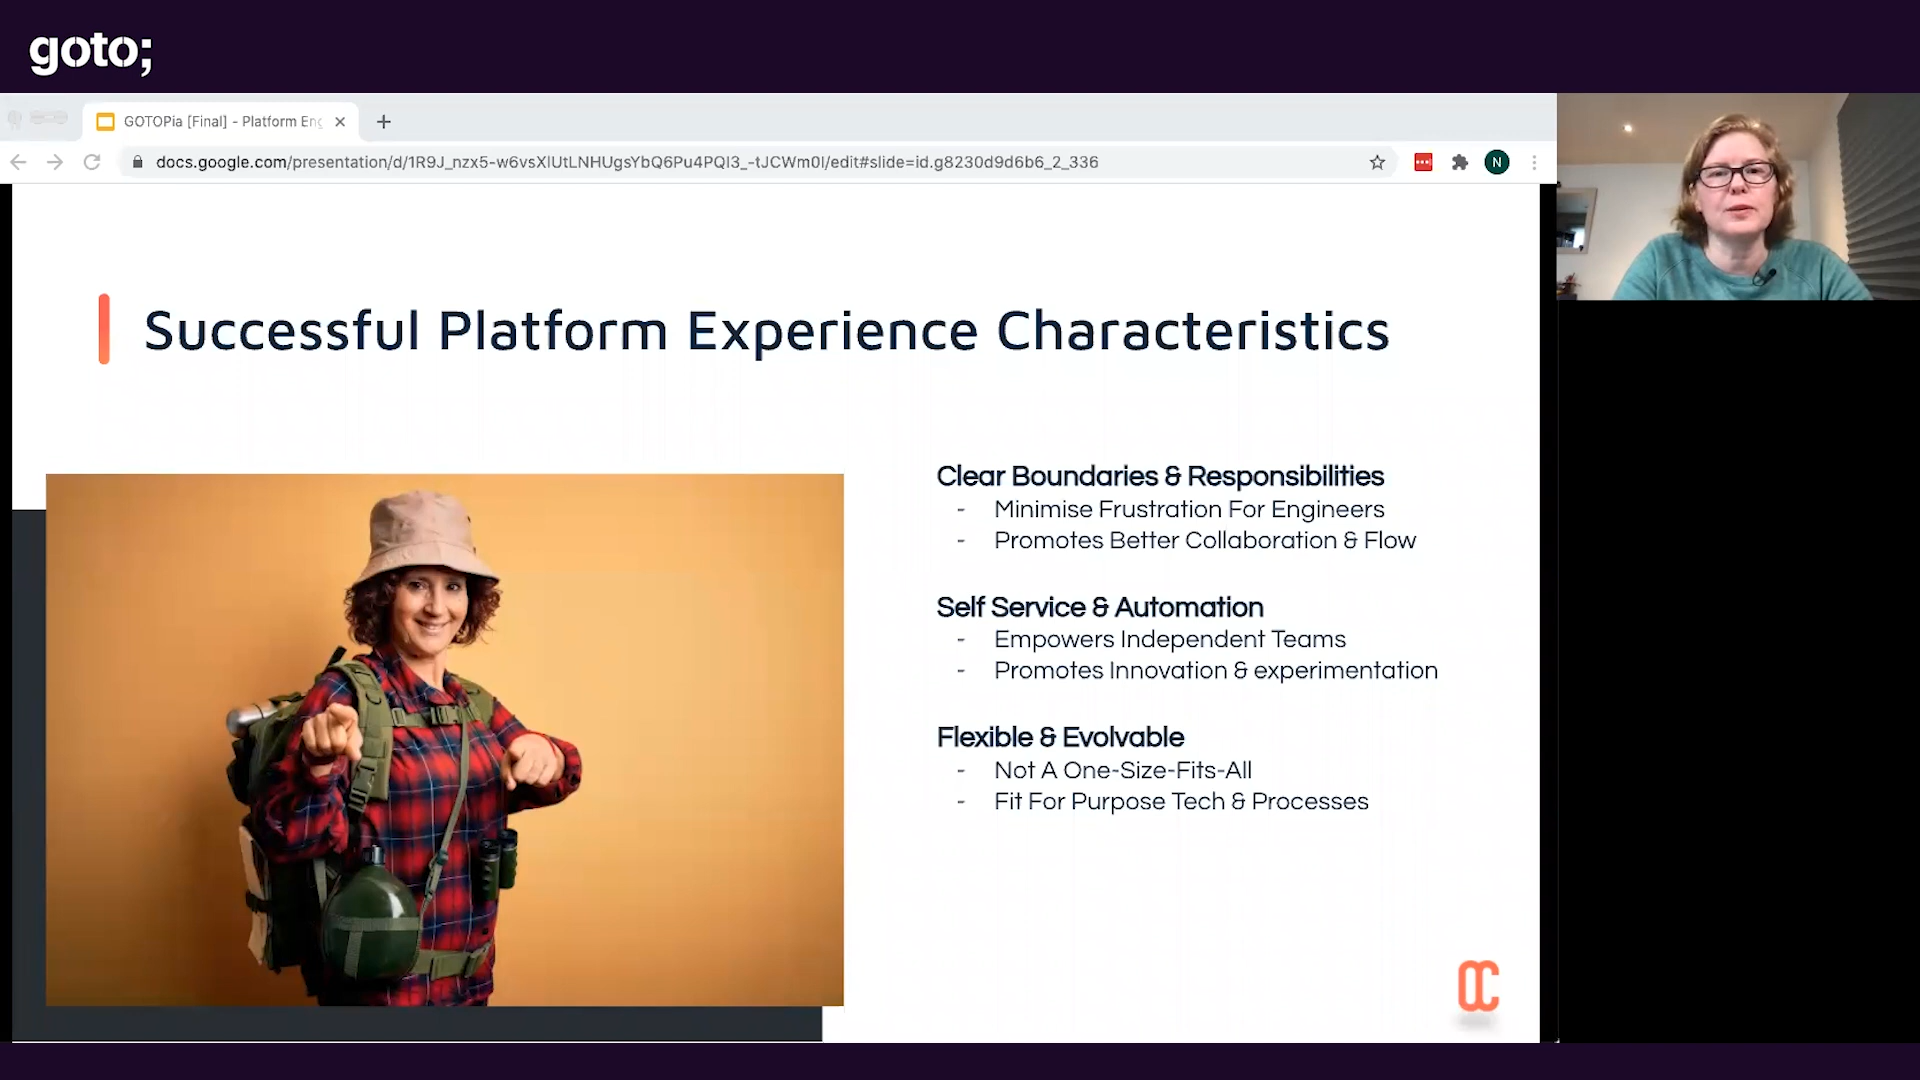 goto;
GOTOPia [Final] - Platform Eng
docs.google.com/presentation/d/1R9J_nzx5-w6vsXlUtLNHUgsYbQ6Pu4PQI3_-tJCWm0I/edit#slide=id.g8230d9d6b6_2_336
N
Successful Platform Experience Characteristics
Clear Boundaries & Responsibilities
- Minimise Frustration For Engineers
- Promotes Better Collaboration & Flow
Self Service & Automation
- Empowers Independent Teams
- Promotes Innovation & experimentation
Flexible & Evolvable
- Not A One-Size-Fits-All
- Fit For Purpose Tech & Processes